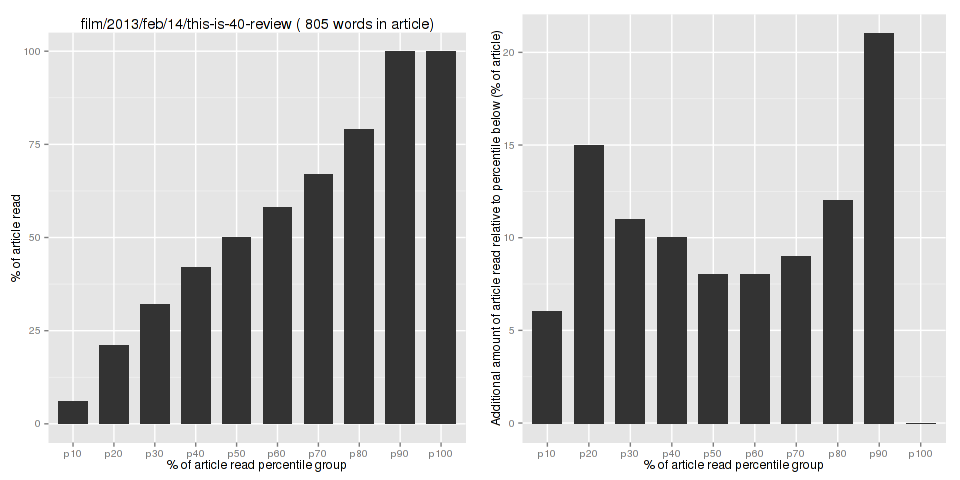 film/2013/feb/14/this-is-40-review ( 805 words in article)
% of article read
100
75
50
25
0
p10 p20 p30 p40 p50 p60 p70 p80 p90 p100
% of article read percentile group
Additional amount of article read relative to percentile below (% of article)
20
15
10
5
0
p10 p20 p30 p40 p50 p60 p70 p80 p90 p100
% of article read percentile group